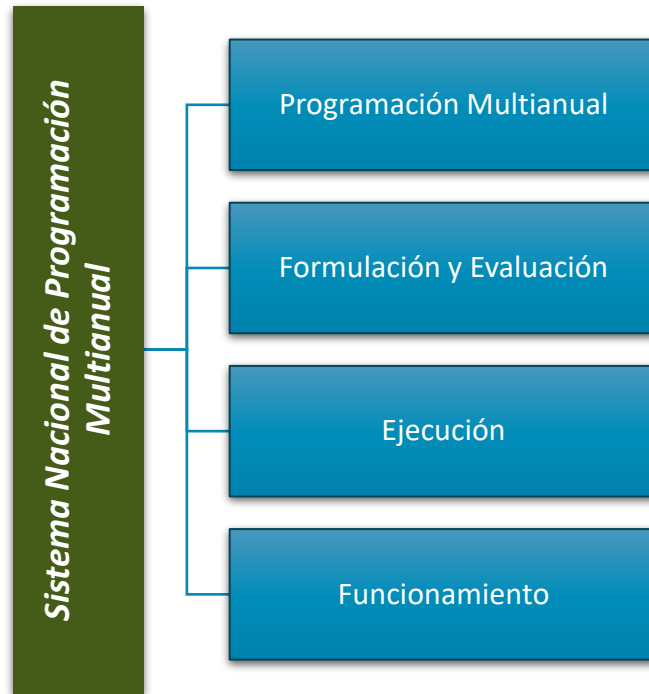 Sistema Nacional de Programación
Multianual
Programación Multianual
Formulación y Evaluación
Ejecución
Funcionamiento